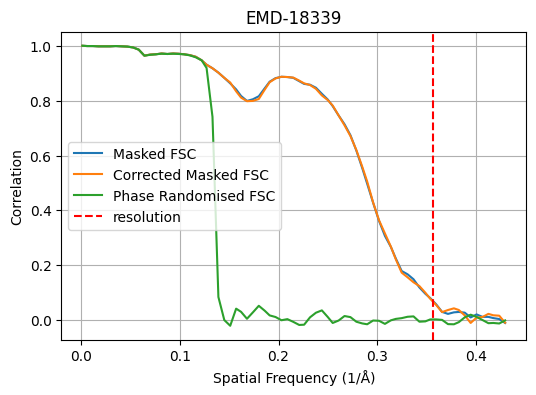 EMD-18339
1.0
0.8
0.6
0.4
0.2
0.0
Correlation
Masked FSC
Corrected Masked FSC
Phase Randomised FSC
resolution
0.0 0.1 0.2 0.3 0.4
Spatial Frequency (1/Å)